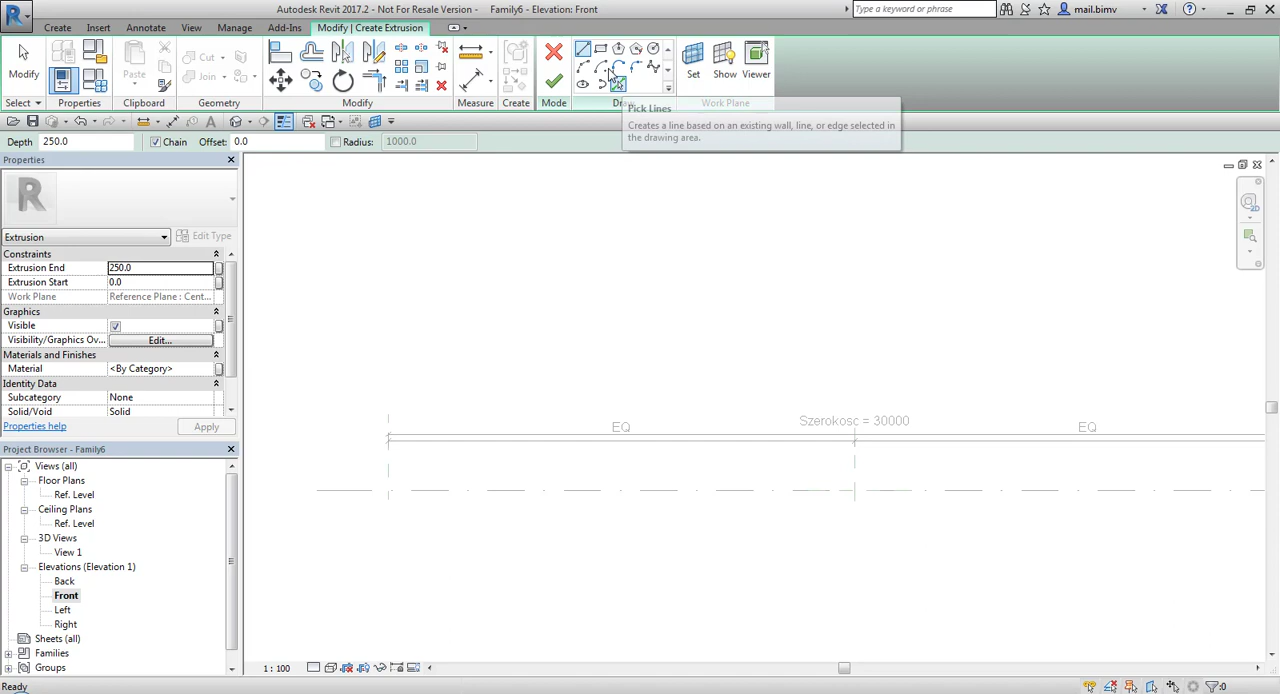 Autodesk Revit 2017.2 - Not For Resale Version - Family6 - Elevation: Front
Type a keyword or phrase
mail.bimv
Create Insert Annotate View Manage Add-Ins Modify | Create Extrusion
Modify
Paste
Cut
Join
Set Show Viewer
Select Properties Clipboard Geometry Modify Measure Create Mode Draw Work Plane
Pick Lines
Creates a line based on an existing wall, line, or edge selected in
the drawing area.
Depth 250.0 Chain Offset: 0.0 Radius: 1000.0
Properties
R
Extrusion Edit Type
Constraints
Extrusion End 250.0
Extrusion Start 0.0
Work Plane Reference Plane : Cent...
Graphics
Visible
Visibility/Graphics Ov... Edit...
Materials and Finishes
Material <By Category>
Identity Data
Subcategory None
Solid/Void Solid
Properties help Apply
Project Browser - Family6
Views (all)
Floor Plans
Ref. Level
Ceiling Plans
Ref. Level
3D Views
View 1
Elevations (Elevation 1)
Back
Front
Left
Right
Sheets (all)
Families
Groups
EQ
Szerokosc = 30000
EQ
1 : 100
Ready
:0